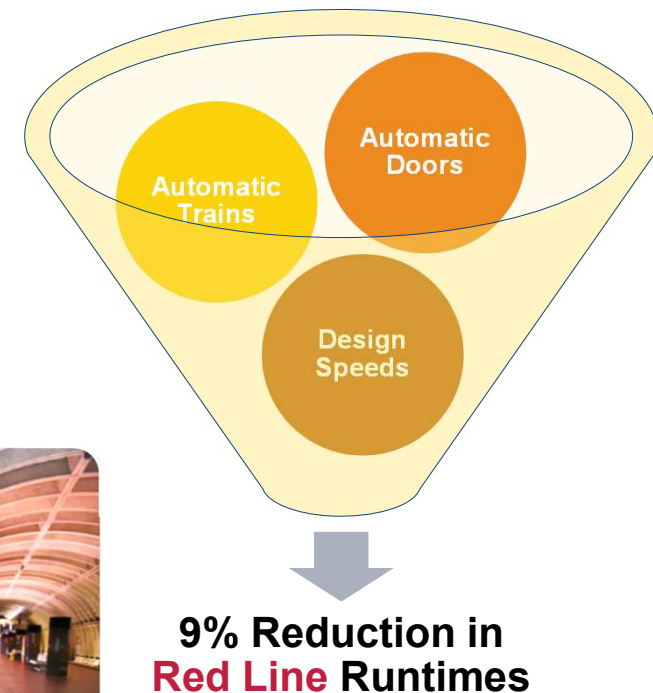 Automatic
Doors
Automatic
Trains
Design
Speeds
9% Reduction in
Red Line Runtimes